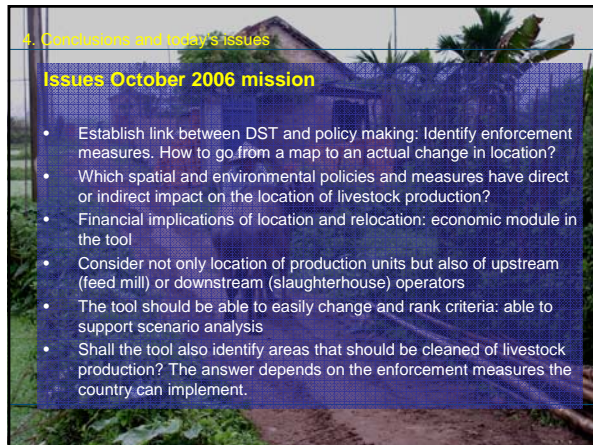 4. Conclusions and today's issues
Issues October 2006 mission
• Establish link between DST and policy making: Identify enforcement
measures. How to go from a map to an actual change in location?
• Which spatial and environmental policies and measures have direct
or indirect impact on the location of livestock production?
• Financial implications of location and relocation: economic module in
the tool
• Consider not only location of production units but also of upstream
(feed mill) or downstream (slaughterhouse) operators
• The tool should be able to easily change and rank criteria: able to
support scenario analysis
• Shall the tool also identify areas that should be cleaned of livestock
production? The answer depends on the enforcement measures the
country can implement.